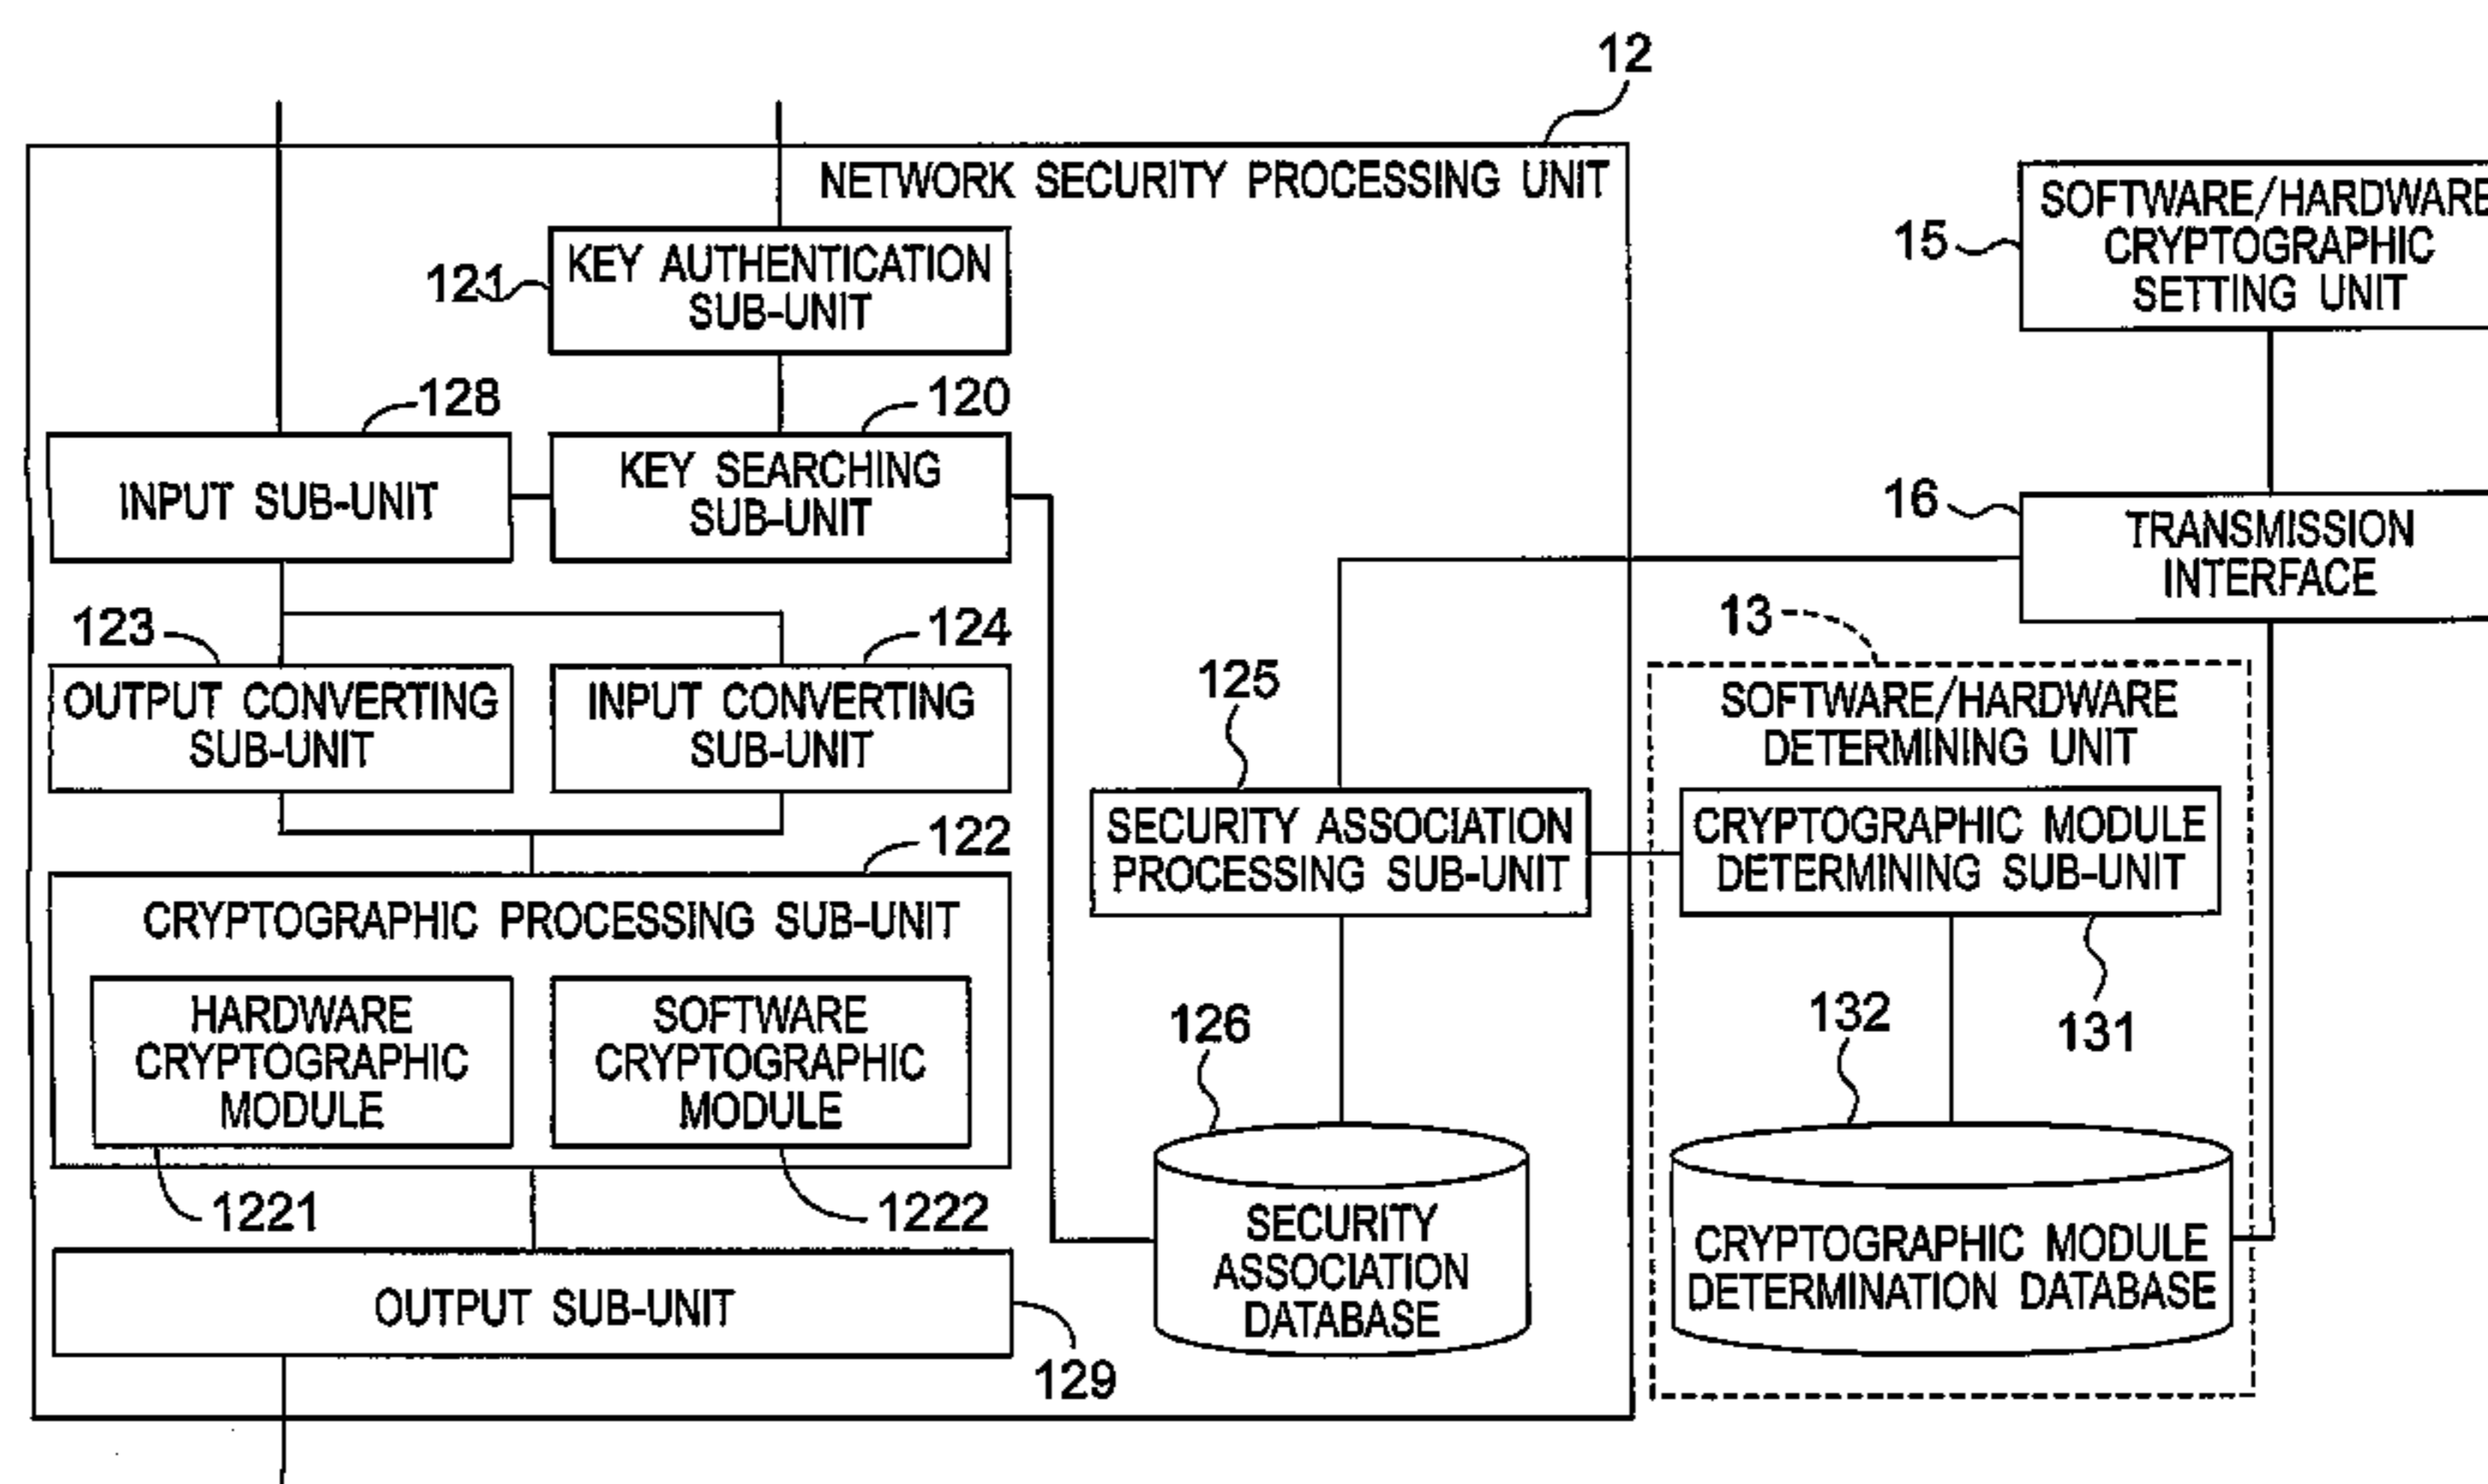 12
NETWORK SECURITY PROCESSING UNIT
121
KEY AUTHENTICATION
SUB-UNIT
128
INPUT SUB-UNIT
120
KEY SEARCHING
SUB-UNIT
123
OUTPUT CONVERTING
SUB-UNIT
124
INPUT CONVERTING
SUB-UNIT
122
CRYPTOGRAPHIC PROCESSING SUB-UNIT
HARDWARE
CRYPTOGRAPHIC
MODULE
SOFTWARE
CRYPTOGRAPHIC
MODULE
1221
1222
OUTPUT SUB-UNIT
129
125
SECURITY ASSOCIATION
PROCESSING SUB-UNIT
126
SECURITY
ASSOCIATION
DATABASE
15
SOFTWARE/HARDWARE
CRYPTOGRAPHIC
SETTING UNIT
16
TRANSMISSION
INTERFACE
13
SOFTWARE/HARDWARE
DETERMINING UNIT
CRYPTOGRAPHIC MODULE
DETERMINING SUB-UNIT
131
132
CRYPTOGRAPHIC MODULE
DETERMINATION DATABASE